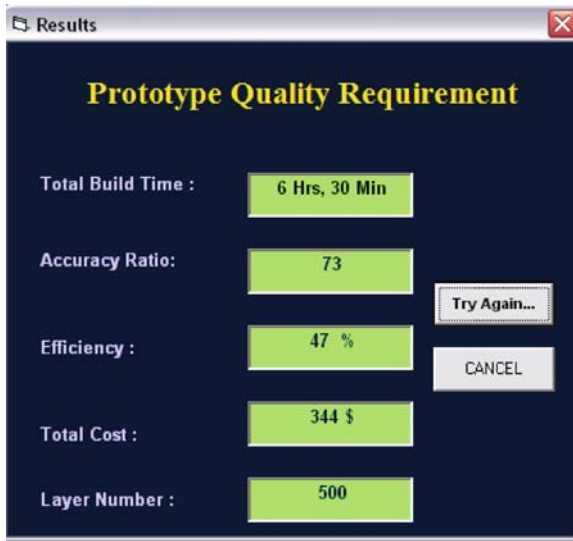 Results
Prototype Quality Requirement
Total Build Time : 6 Hrs, 30 Min
Accuracy Ratio: 73
Try Again...
Efficiency : 47 %
CANCEL
Total Cost : 344 $
Layer Number : 500